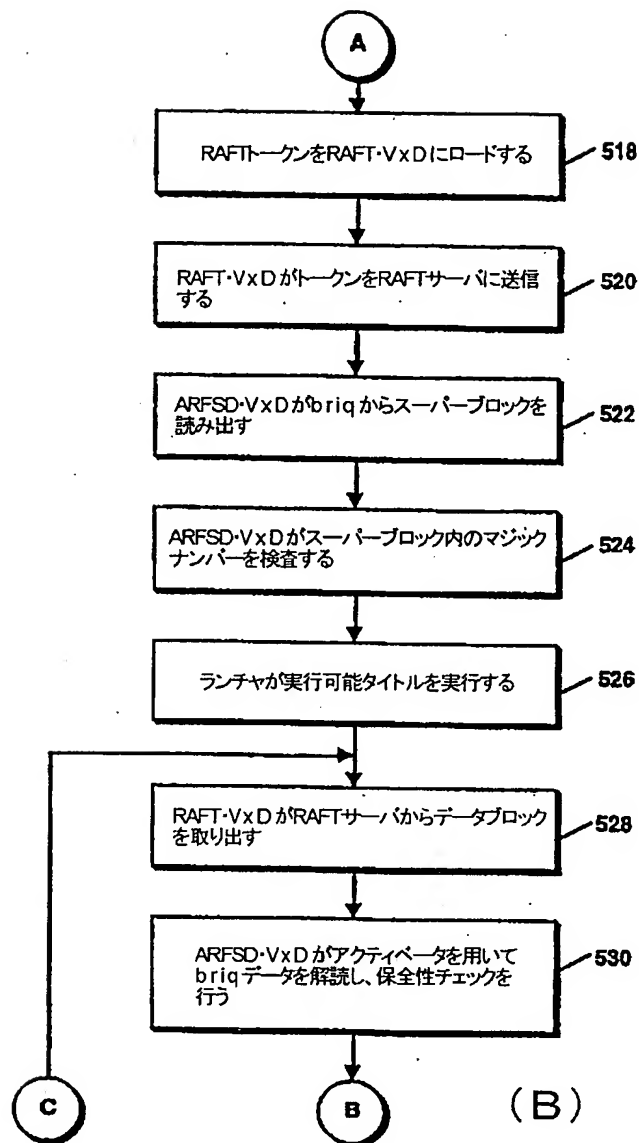 A
RAFTトークンをRAFT・VxDにロードする
518
RAFT・VxDがトークンをRAFTサーバに送信
する
520
ARFSD・VxDがbriqからスーパーブロックを
読み出す
522
ARFSD・VxDがスーパーブロック内のマジック
ナンバーを検査する
524
ランチャが実行可能タイトルを実行する
526
RAFT・VxDがRAFTサーバからデータブロック
を取り出す
528
ARFSD・VxDがアクティベータを用いて
briqデータを解読し、保全性チェックを
行う
530
C
B
(B)